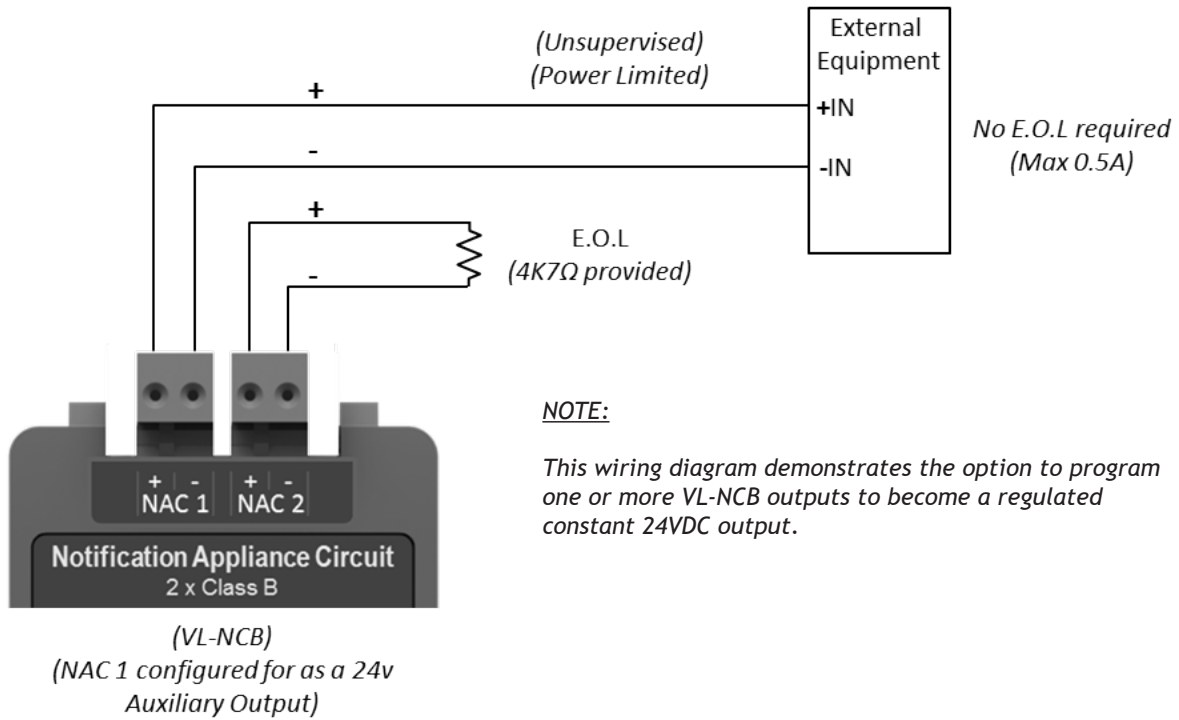 External
Equipment
(Unsupervised)
(Power Limited)
+
+IN
No E.O.L required
(Max 0.5A)
-
-IN
+
E.O.L
(4K7Ω provided)
-
NOTE:
This wiring diagram demonstrates the option to program
one or more VL-NCB outputs to become a regulated
constant 24VDC output.
+ - + -
NAC 1 NAC 2
Notification Appliance Circuit
2 x Class B
(VL-NCB)
(NAC 1 configured for as a 24v
Auxiliary Output)